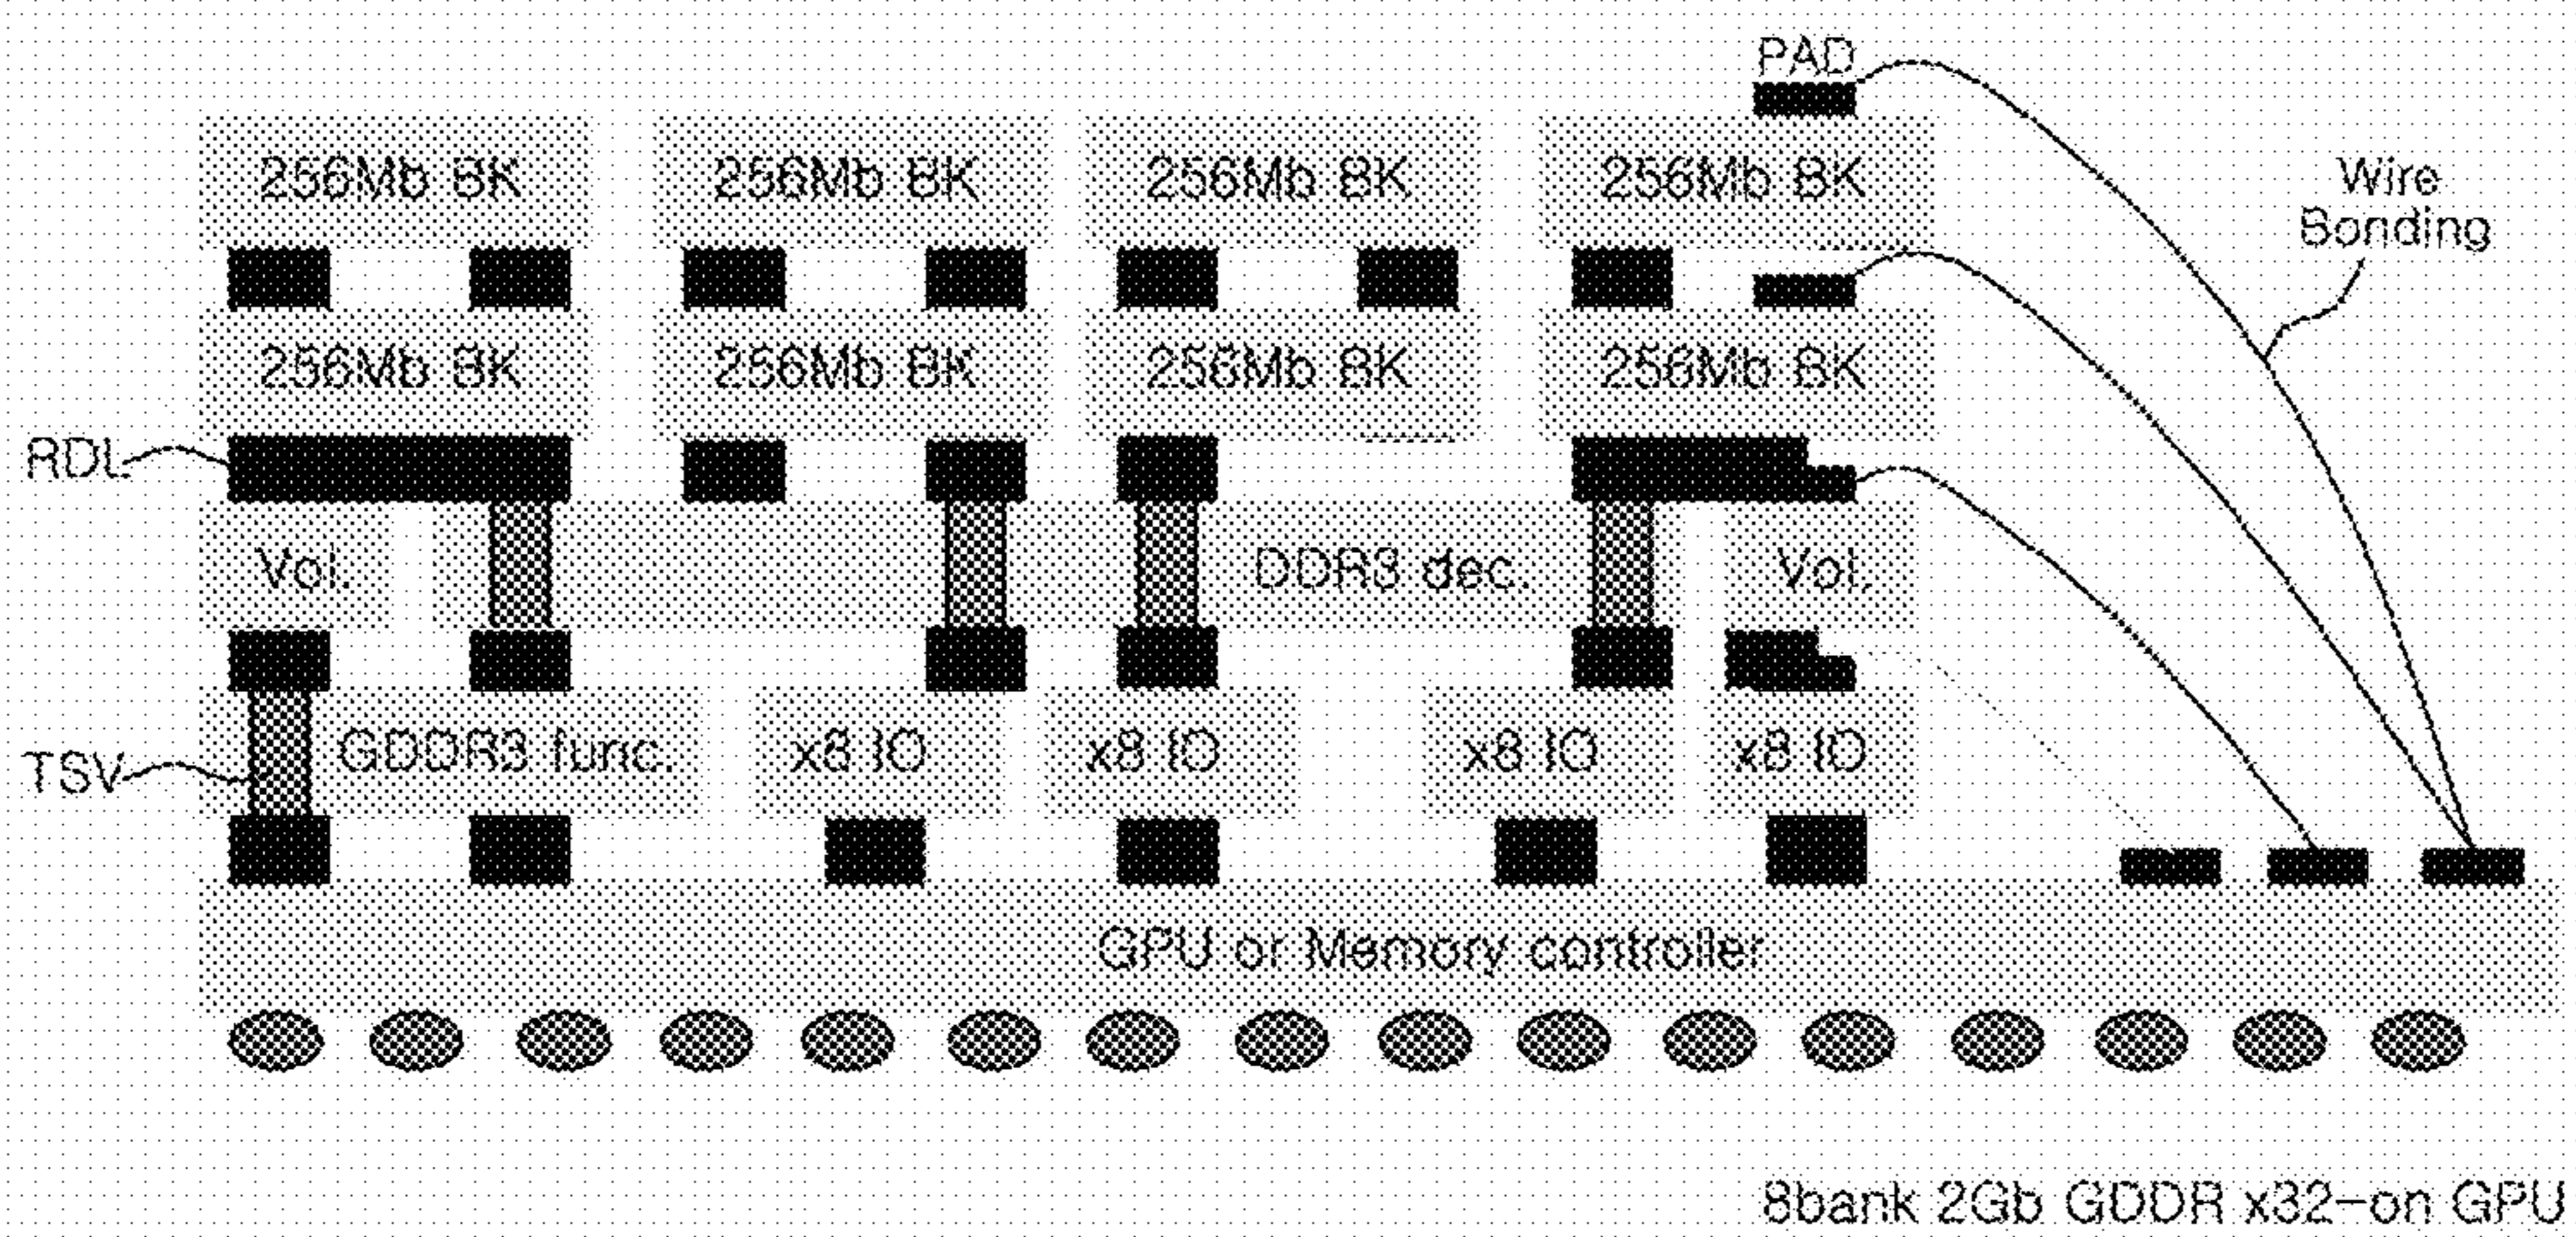 PAD
256Mb BK 256Mb BK 256Mb BK 256Mb BK
Wire
Bonding
256Mb BK 256Mb BK 256Mb BK 256Mb BK
RDL
Vol. DDR3 dec. Vol.
TSV GDDR3 func. x8 IO x8 IO x8 IO x8 IO
GPU or Memory controller
8bank 2Gb GDDR x32-on GPU